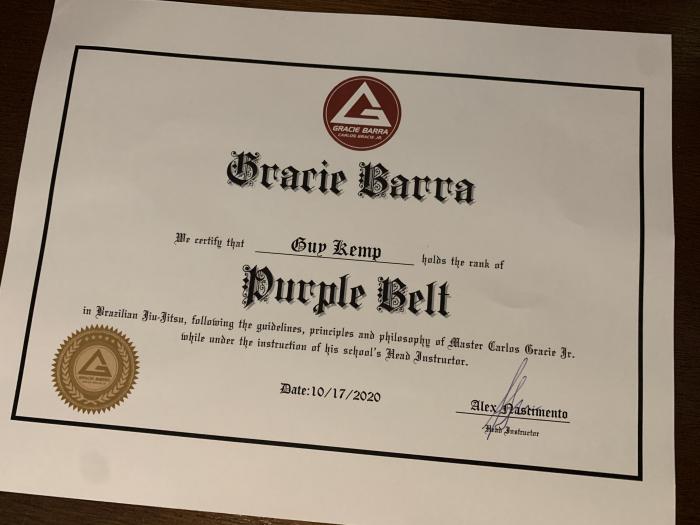 GRACIE BARRA
CARLOS GRACIE JR.
Gracie Barra
We certify that Guy Kemp holds the rank of
Purple Belt
in Brazilian Jiu-Jitsu, following the guidelines, principles and philosophy of Master Carlos Gracie Jr.
while under the instruction of his school's Head Instructor.
GRACIE BARRA
Date:10/17/2020
Alex Nascimento
Head Instructor